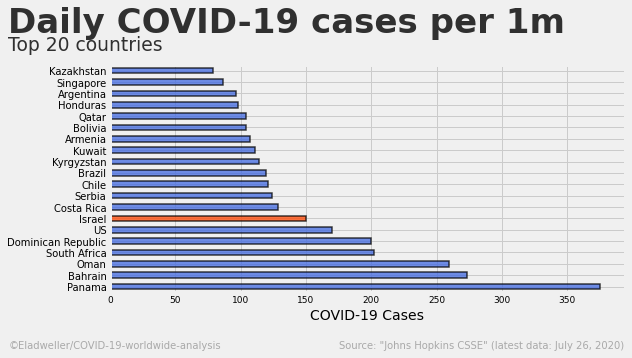 Daily COVID-19 cases per 1m
Top 20 countries
Kazakhstan
Singapore
Argentina
Honduras
Qatar
Bolivia
Armenia
Kuwait
Kyrgyzstan
Brazil
Chile
Serbia
Costa Rica
Israel
US
Dominican Republic
South Africa
Oman
Bahrain
Panama
0 50 100 150 200 250 300 350
COVID-19 Cases
©Eladweller/COVID-19-worldwide-analysis
Source: "Johns Hopkins CSSE" (latest data: July 26, 2020)